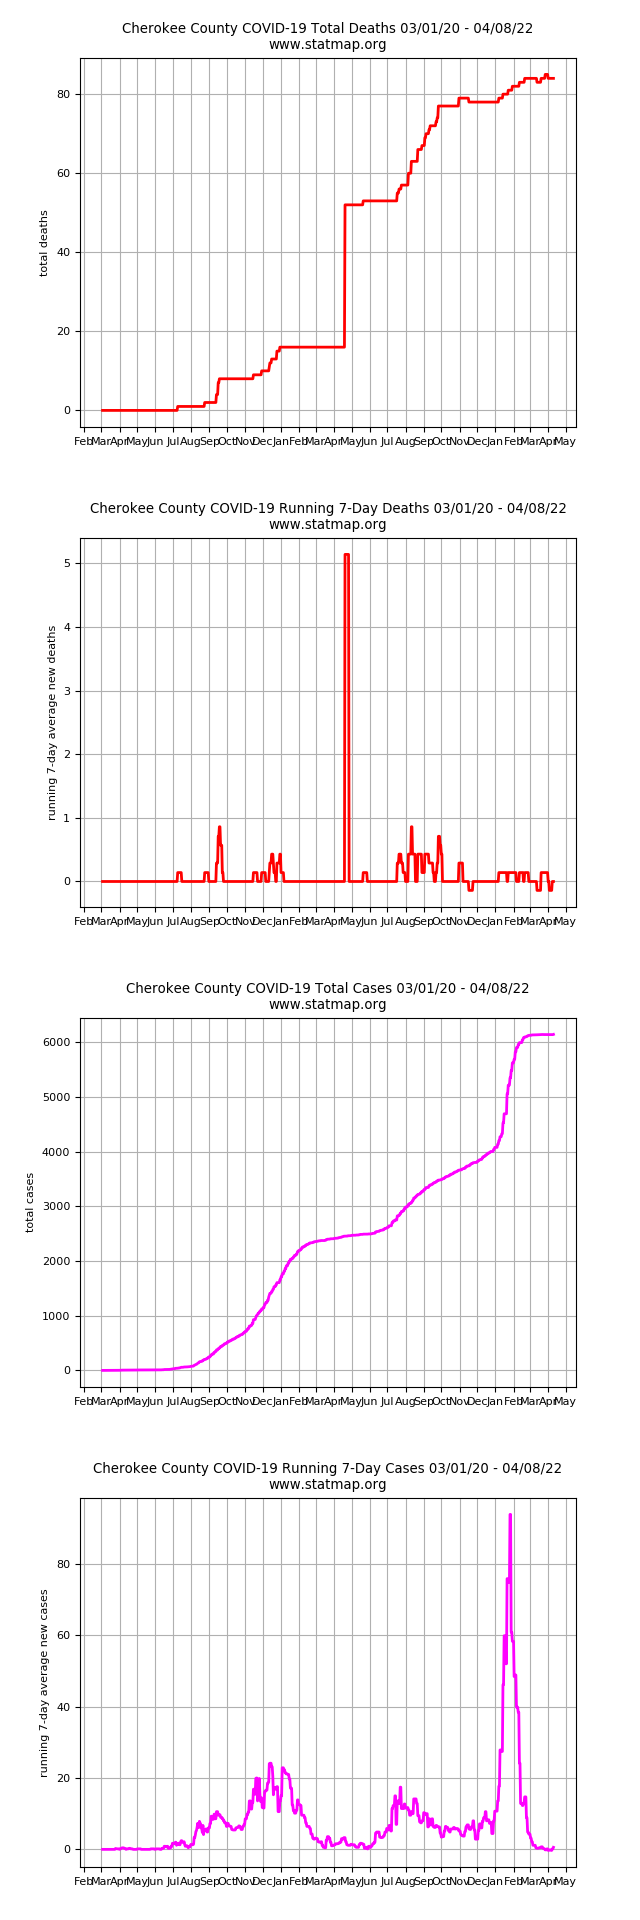 Cherokee County COVID-19 Total Deaths 03/01/20 - 04/08/22
www.statmap.org
total deaths
80
60
40
20
0
Feb Mar Apr May Jun Jul Aug Sep Oct Nov Dec Jan Feb Mar Apr May Jun Jul Aug Sep Oct Nov Dec Jan Feb Mar Apr May
Cherokee County COVID-19 Running 7-Day Deaths 03/01/20 - 04/08/22
www.statmap.org
running 7-day average new deaths
5
4
3
2
1
0
Feb Mar Apr May Jun Jul Aug Sep Oct Nov Dec Jan Feb Mar Apr May Jun Jul Aug Sep Oct Nov Dec Jan Feb Mar Apr May
Cherokee County COVID-19 Total Cases 03/01/20 - 04/08/22
www.statmap.org
total cases
6000
5000
4000
3000
2000
1000
0
Feb Mar Apr May Jun Jul Aug Sep Oct Nov Dec Jan Feb Mar Apr May Jun Jul Aug Sep Oct Nov Dec Jan Feb Mar Apr May
Cherokee County COVID-19 Running 7-Day Cases 03/01/20 - 04/08/22
www.statmap.org
running 7-day average new cases
80
60
40
20
0
Feb Mar Apr May Jun Jul Aug Sep Oct Nov Dec Jan Feb Mar Apr May Jun Jul Aug Sep Oct Nov Dec Jan Feb Mar Apr May